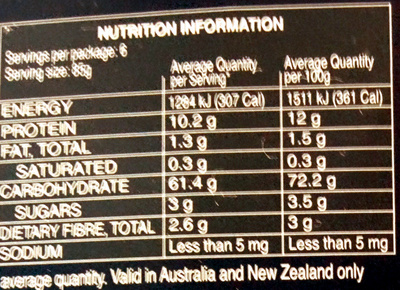 NUTRITION INFORMATION
Servings per package: 6
Serving size: 85g
Average Quantity per Serving* Average Quantity per 100g
ENERGY 1284 kJ (307 Cal) 1511 kJ (361 Cal)
PROTEIN 10.2 g 12 g
FAT, TOTAL 1.3 g 1.5 g
SATURATED 0.3 g 0.3 g
CARBOHYDRATE 61.4 g 72.2 g
SUGARS 3 g 3.5 g
DIETARY FIBRE, TOTAL 2.6 g 3 g
SODIUM Less than 5 mg Less than 5 mg
average quantity. Valid in Australia and New Zealand only